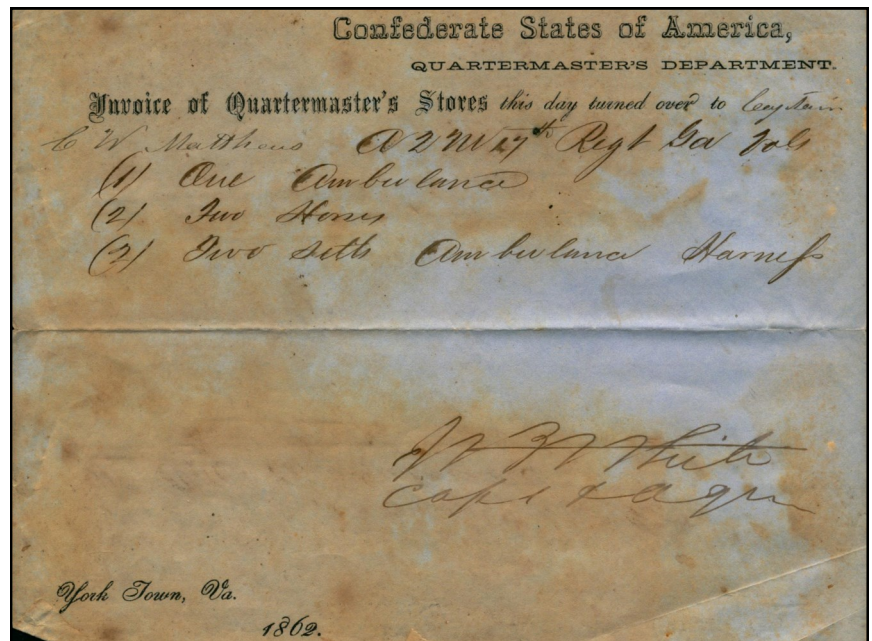 Confederate States of America,
QUARTERMASTER'S DEPARTMENT.
Invoice of Quartermaster's Stores this day turned over to Captain
C W Matthews A Q M 27th Regt Ga Vols
(1) One Ambulance
(2) Two Horses
(2) Two Setts Ambulance Harness
White
Capt & A Q M
York Town, Va.
1862.